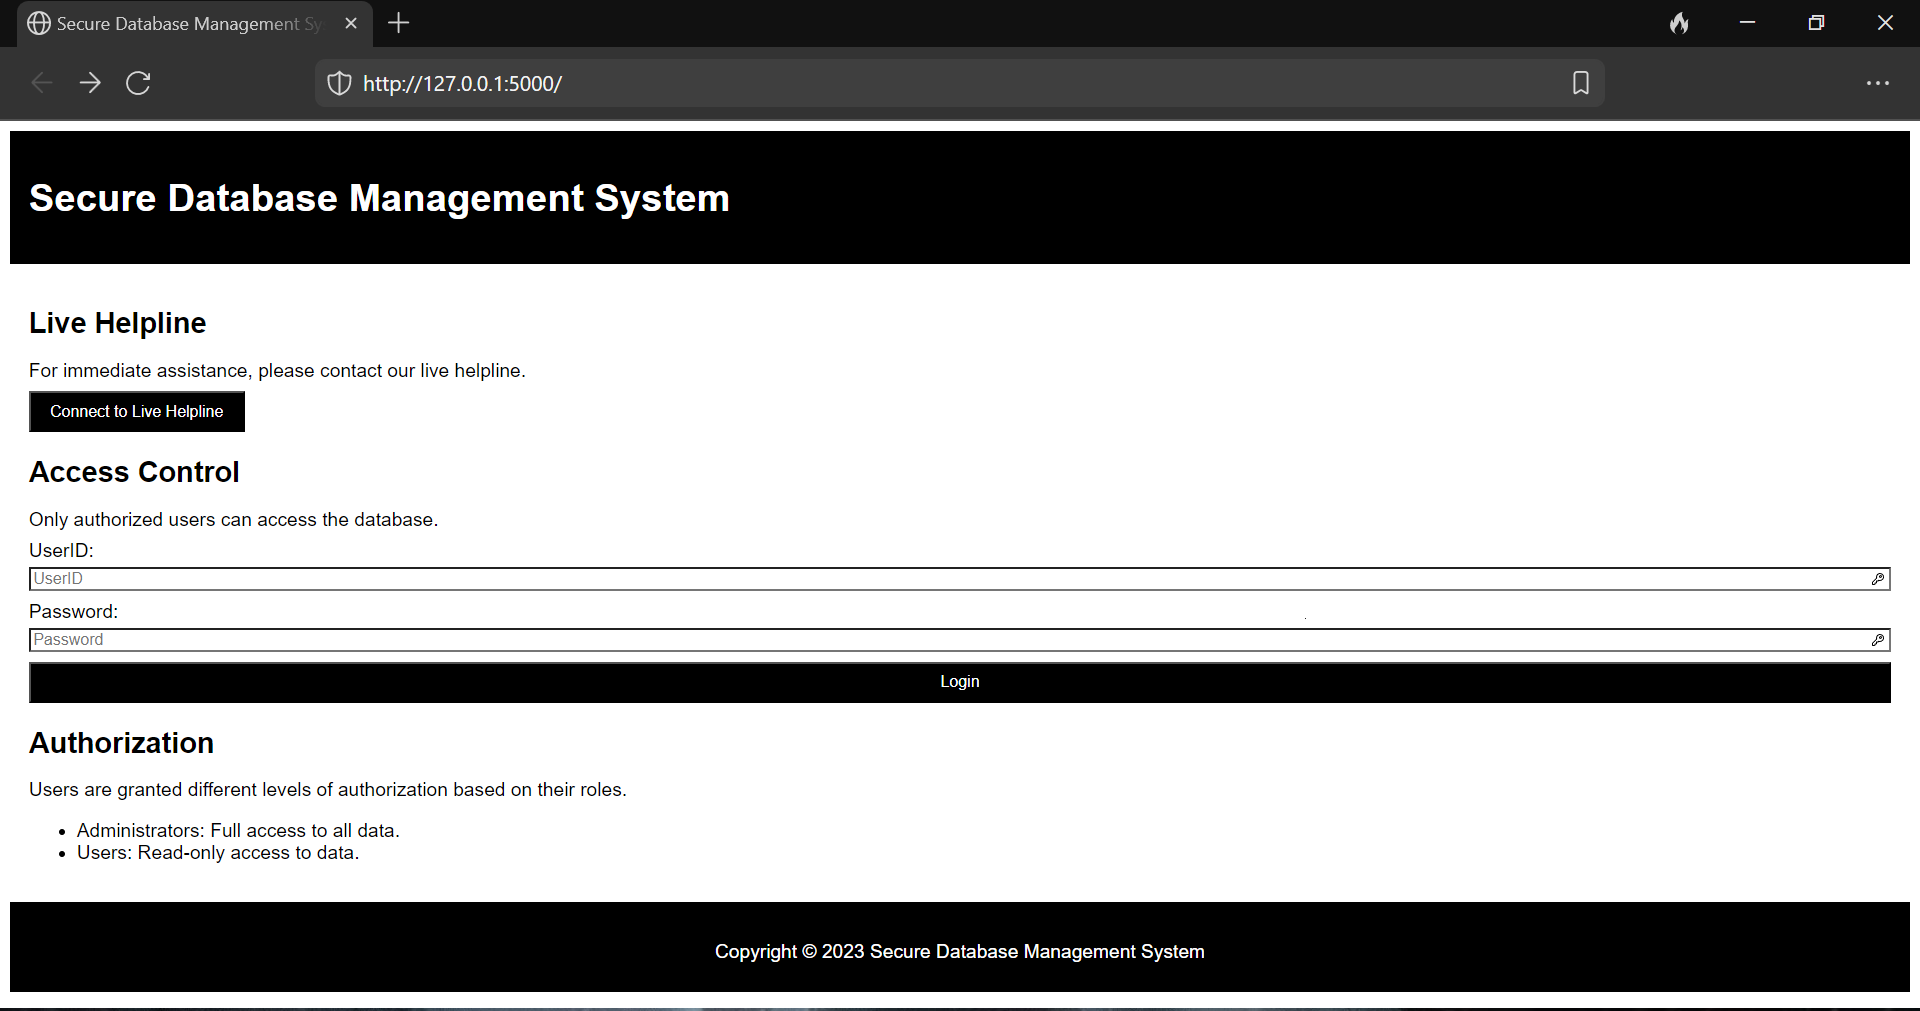 Secure Database Management Sy
http://127.0.0.1:5000/
Secure Database Management System
Live Helpline
For immediate assistance, please contact our live helpline.
Connect to Live Helpline
Access Control
Only authorized users can access the database.
UserID:
UserID
Password:
Password
Login
Authorization
Users are granted different levels of authorization based on their roles.
• Administrators: Full access to all data.
• Users: Read-only access to data.
Copyright © 2023 Secure Database Management System